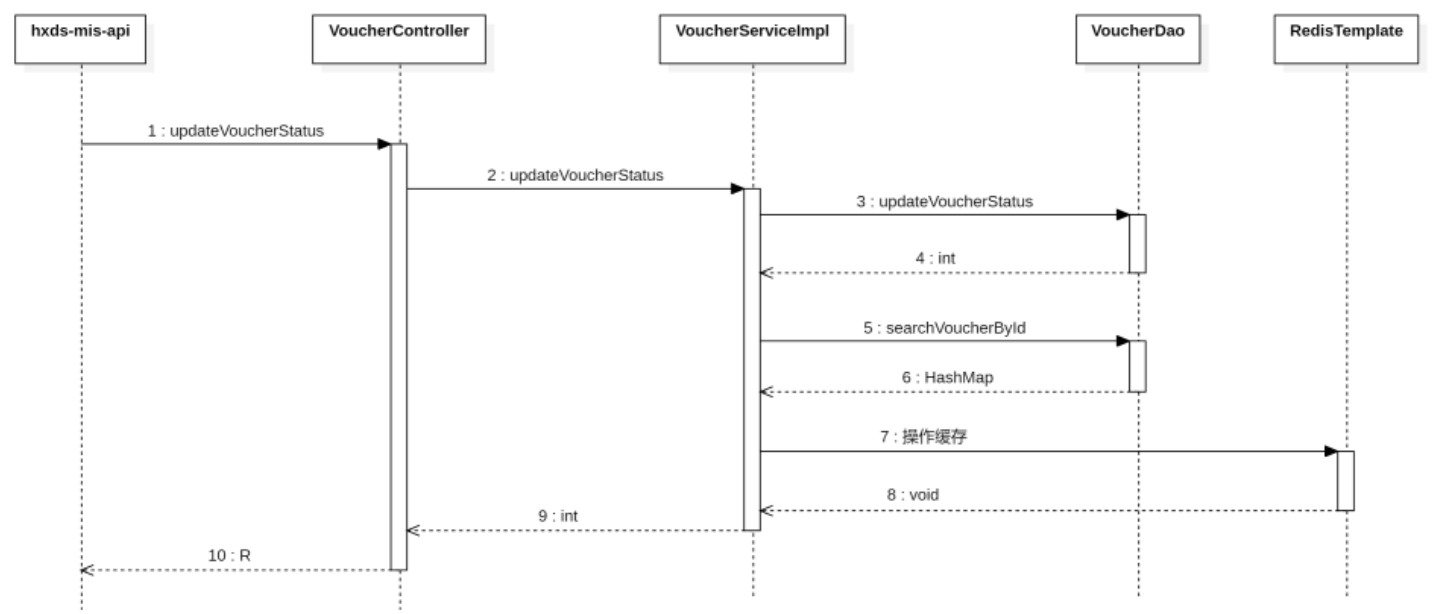 hxds-mis-api
VoucherController
VoucherServiceImpl
VoucherDao
RedisTemplate
1 : updateVoucherStatus
2 : updateVoucherStatus
3 : updateVoucherStatus
4 : int
5 : searchVoucherById
6 : HashMap
7 : 操作缓存
8 : void
9 : int
10 : R